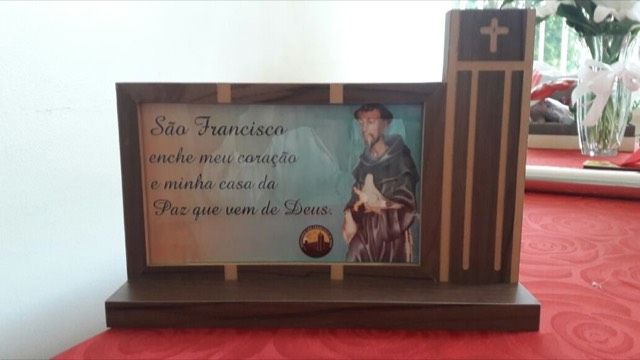 São Francisco
enche meu coração
e minha casa da
Paz que vem de Deus.